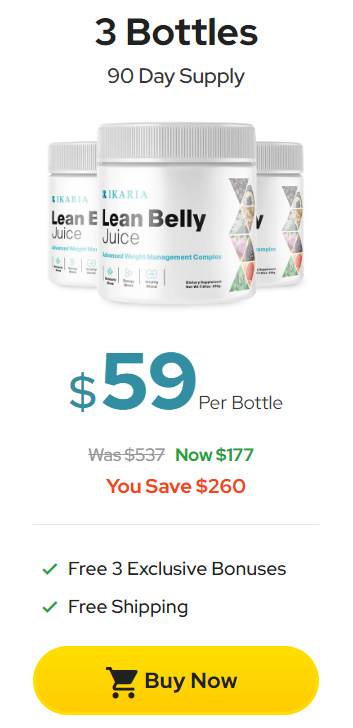 3 Bottles
90 Day Supply
IKARIA
Lean Belly
Juice
Advanced Weight Management Complex
$59 Per Bottle
Was $537 Now $177
You Save $260
Free 3 Exclusive Bonuses
Free Shipping
Buy Now